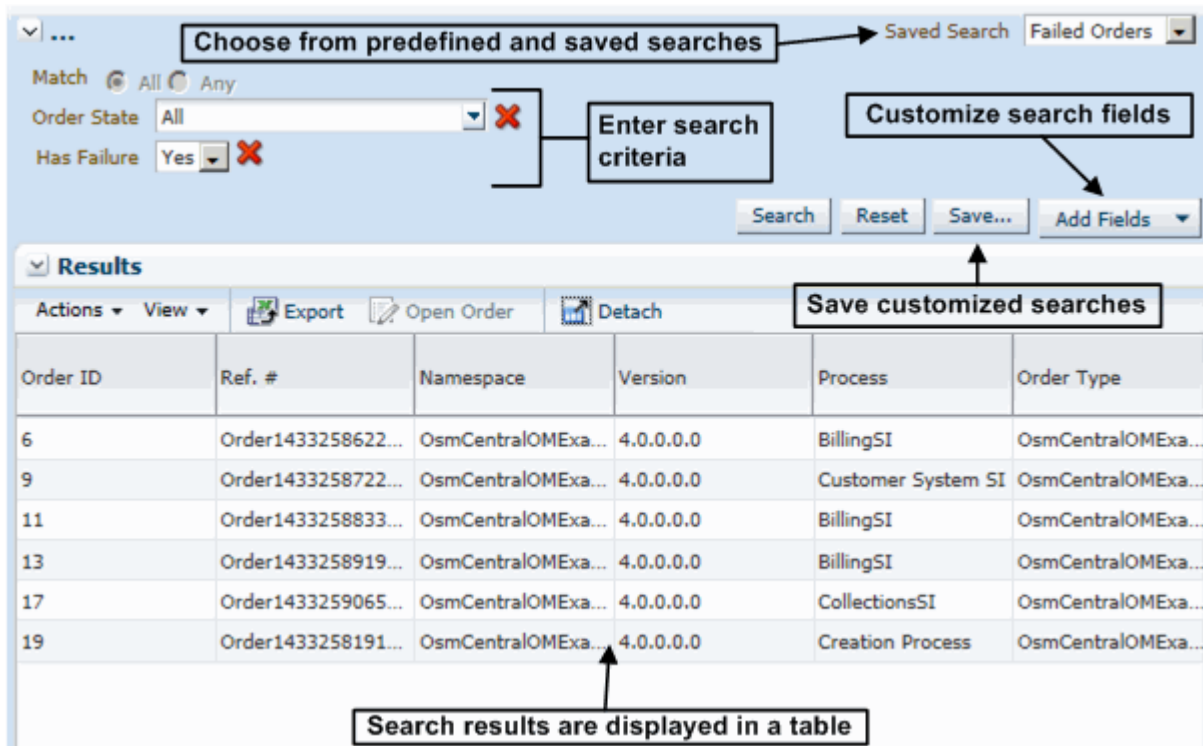 ...
Choose from predefined and saved searches
Saved Search Failed Orders
Match All Any
Order State All
Has Failure Yes
Enter search
criteria
Customize search fields
Search Reset Save... Add Fields
Results
Save customized searches
Actions View Export Open Order Detach
Order ID Ref. # Namespace Version Process Order Type
6 Order1433258622... OsmCentralOMExa... 4.0.0.0.0 BillingSI OsmCentralOMExa...
9 Order1433258722... OsmCentralOMExa... 4.0.0.0.0 Customer System SI OsmCentralOMExa...
11 Order1433258833... OsmCentralOMExa... 4.0.0.0.0 BillingSI OsmCentralOMExa...
13 Order1433258919... OsmCentralOMExa... 4.0.0.0.0 BillingSI OsmCentralOMExa...
17 Order1433259065... OsmCentralOMExa... 4.0.0.0.0 CollectionsSI OsmCentralOMExa...
19 Order1433258191... OsmCentralOMExa... 4.0.0.0.0 Creation Process OsmCentralOMExa...
Search results are displayed in a table